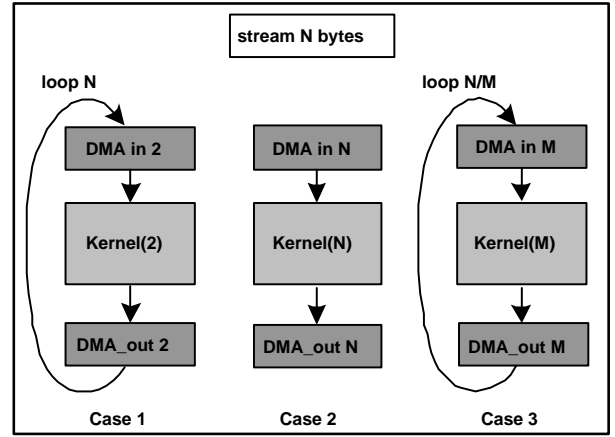 stream N bytes
loop N
loop N/M
DMA in 2
DMA in N
DMA in M
Kernel(2)
Kernel(N)
Kernel(M)
DMA_out 2
DMA_out N
DMA_out M
Case 1
Case 2
Case 3